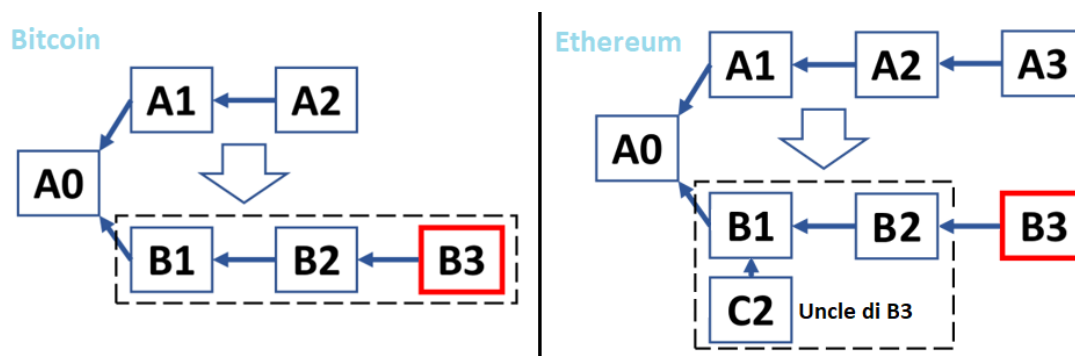 Bitcoin
A1
A2
A0
B1
B2
B3
Ethereum
A1
A2
A3
A0
B1
B2
B3
C2
Uncle di B3